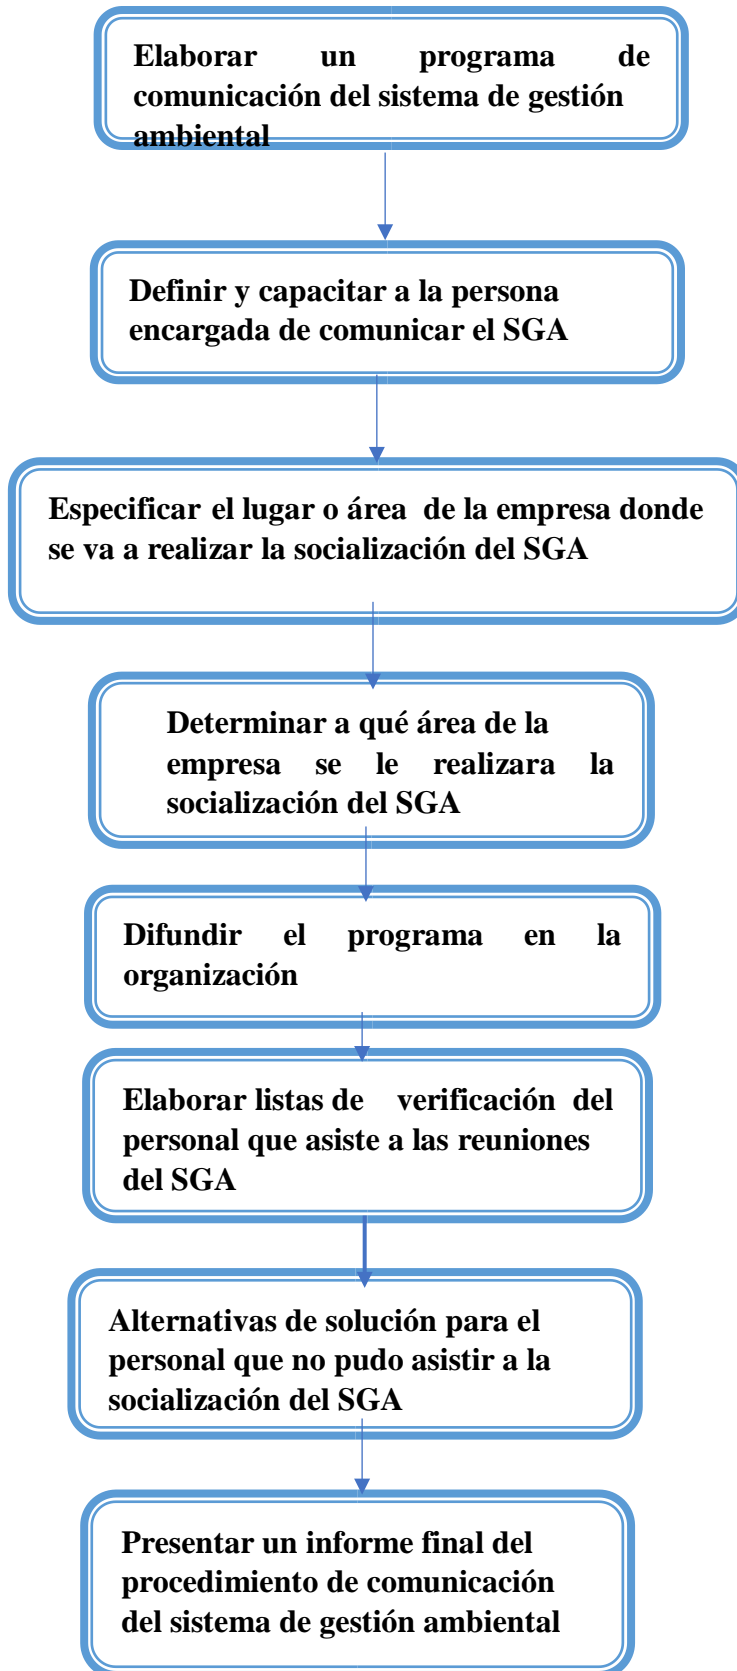 Elaborar un programa de
comunicación del sistema de gestión
ambiental
Definir y capacitar a la persona
encargada de comunicar el SGA
Especificar el lugar o área de la empresa donde
se va a realizar la socialización del SGA
Determinar a qué área de la
empresa se le realizara la
socialización del SGA
Difundir el programa en la
organización
Elaborar listas de verificación del
personal que asiste a las reuniones
del SGA
Alternativas de solución para el
personal que no pudo asistir a la
socialización del SGA
Presentar un informe final del
procedimiento de comunicación
del sistema de gestión ambiental